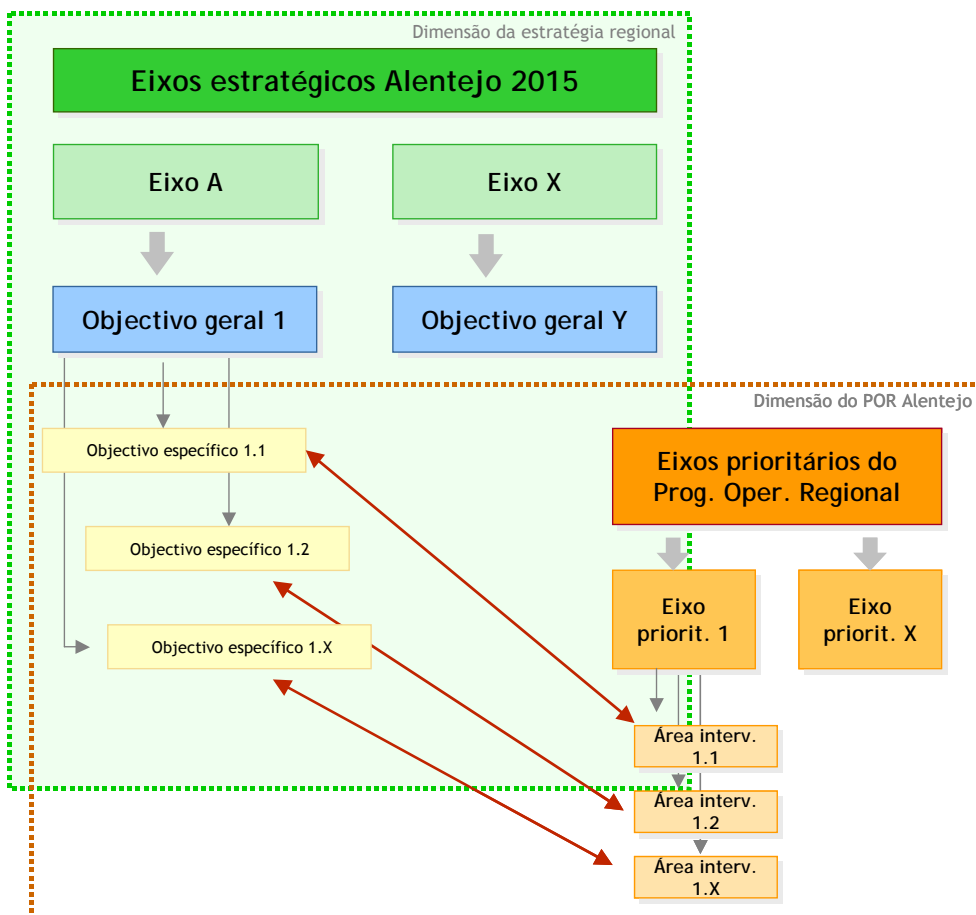 Dimensão da estratégia regional
Eixos estratégicos Alentejo 2015
Eixo A
Eixo X
Objectivo geral 1
Objectivo geral Y
Dimensão do POR Alentejo
Objectivo específico 1.1
Eixos prioritários do
Prog. Oper. Regional
Objectivo específico 1.2
Eixo
priorit. 1
Eixo
priorit. X
Objectivo específico 1.X
Área interv.
1.1
Área interv.
1.2
Área interv.
1.X